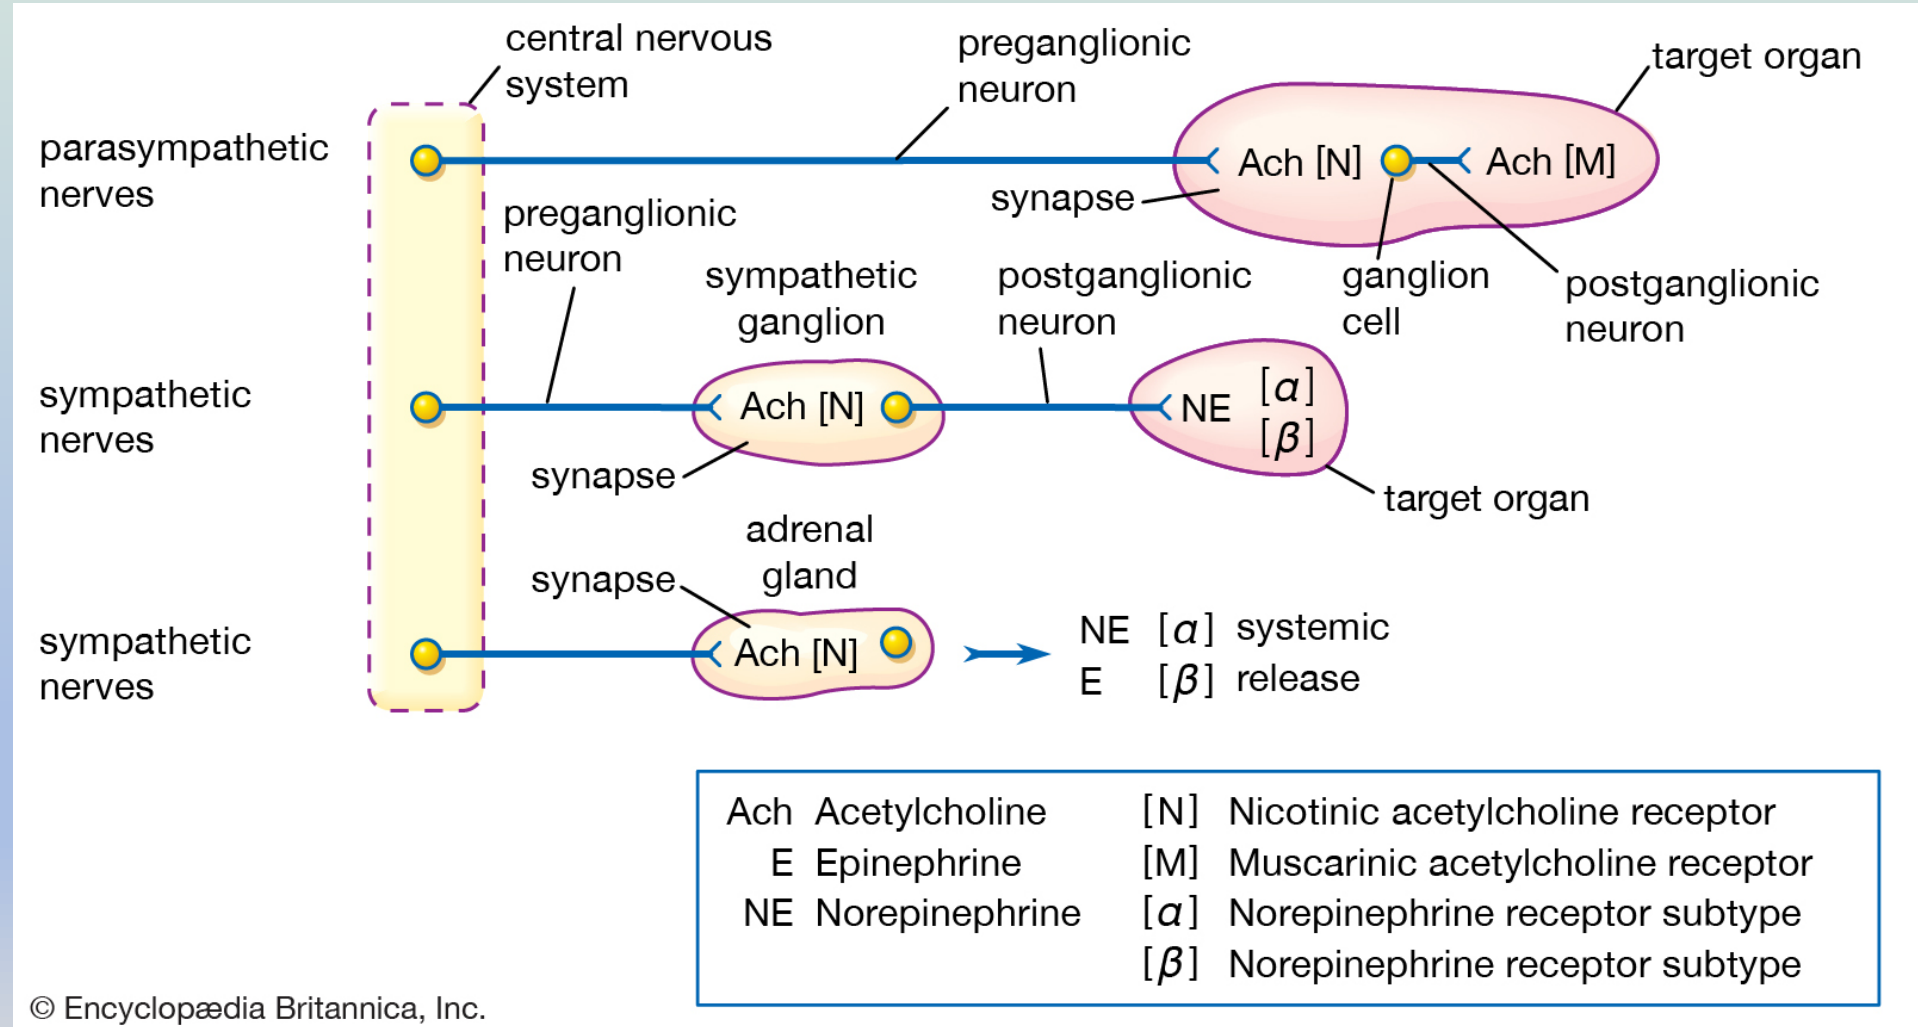 central nervous
system
preganglionic
neuron
target organ
parasympathetic
nerves
Ach [N]
Ach [M]
synapse
preganglionic
neuron
sympathetic
ganglion
postganglionic
neuron
ganglion
cell
postganglionic
neuron
sympathetic
nerves
Ach [N]
NE [α]
[β]
synapse
target organ
adrenal
gland
synapse
sympathetic
nerves
Ach [N]
NE [α] systemic
E [β] release
Ach Acetylcholine [N] Nicotinic acetylcholine receptor
E Epinephrine [M] Muscarinic acetylcholine receptor
NE Norepinephrine [α] Norepinephrine receptor subtype
[β] Norepinephrine receptor subtype
© Encyclopædia Britannica, Inc.